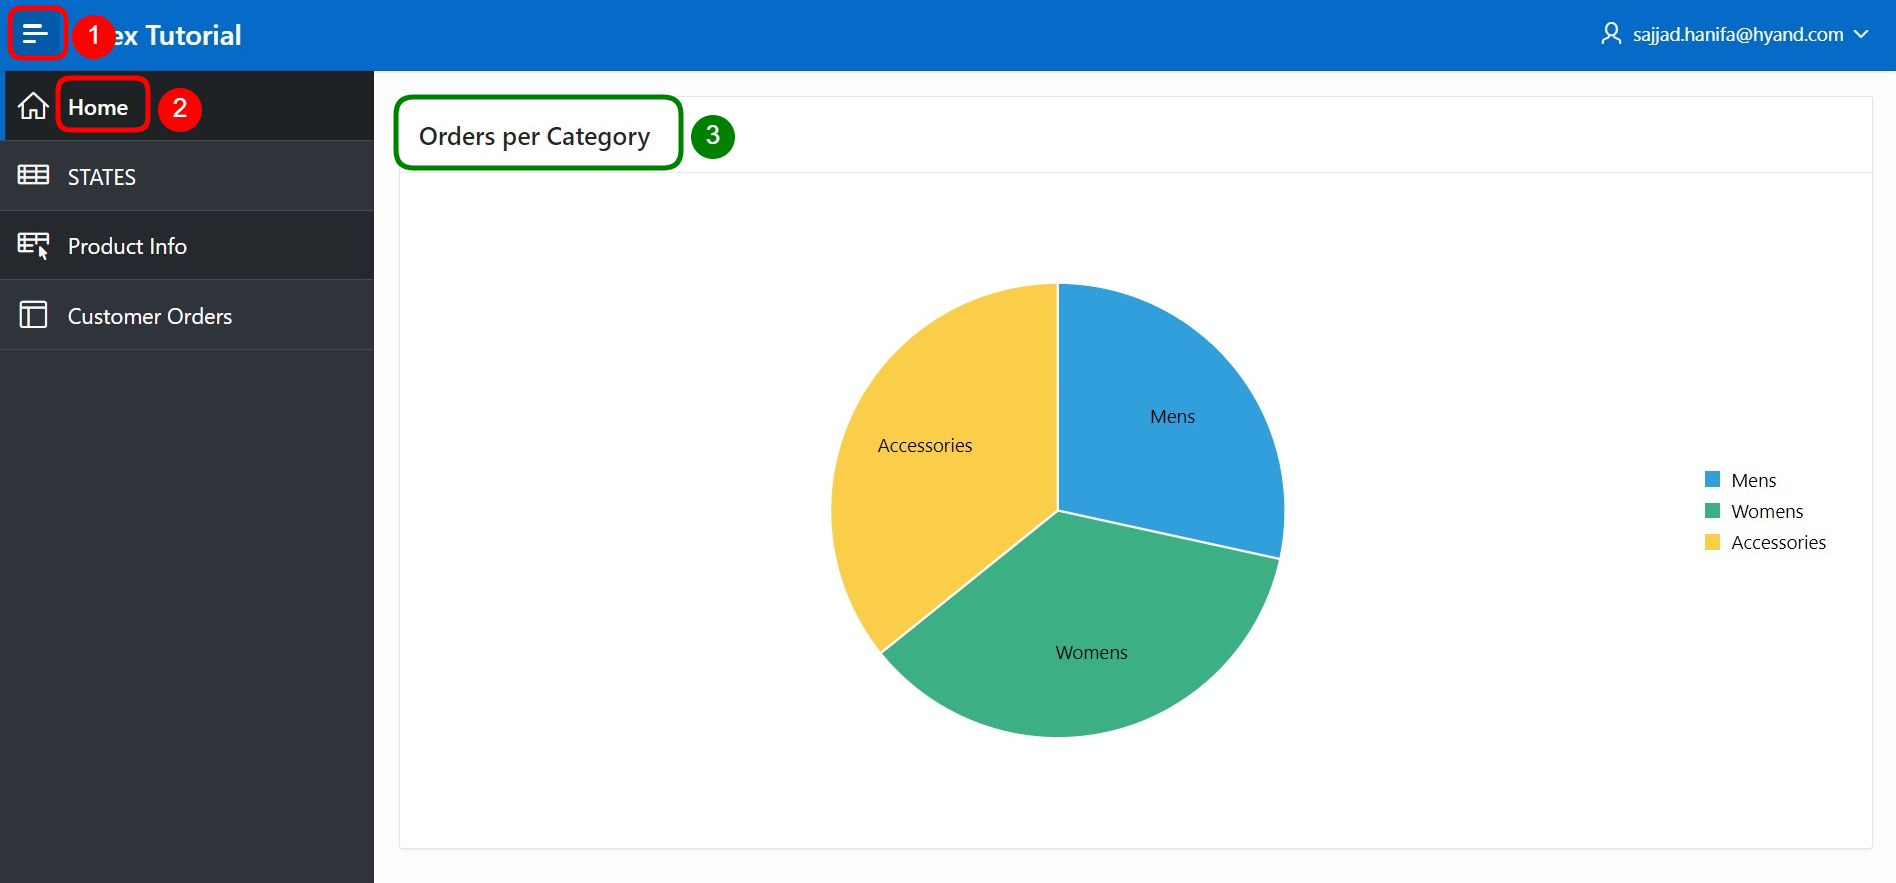 1
ex Tutorial
sajjad.hanifa@hyand.com
Home
2
STATES
Product Info
Customer Orders
Orders per Category
3
Mens
Accessories
Womens
Mens
Womens
Accessories